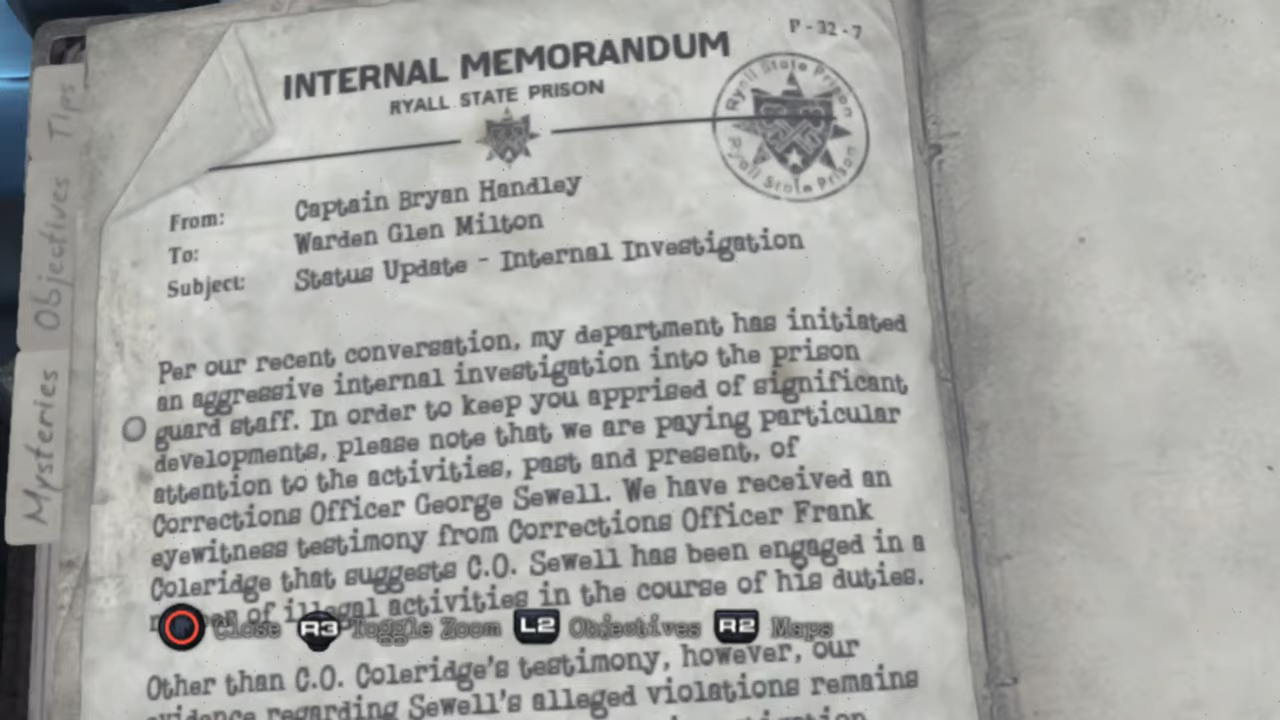 P-32-7
INTERNAL MEMORANDUM
RYALL STATE PRISON
Ryall State Prison
Ryall State Prison
From: Captain Bryan Handley
To: Warden Glen Milton
Subject: Status Update - Internal Investigation
Per our recent conversation, my department has initiated
an aggressive internal investigation into the prison
guard staff. In order to keep you apprised of significant
developments, please note that we are paying particular
attention to the activities, past and present, of
Corrections Officer George Sewell. We have received an
eyewitness testimony from Corrections Officer Frank
Coleridge that suggests C.O. Sewell has been engaged in a
of illegal activities in the course of his duties.
Close R3 Toggle Zoom L2 Objectives R2 Maps
Other than C.O. Coleridge's testimony, however, our
evidence regarding Sewell's alleged violations remains
Tips
Objectives
Mysteries